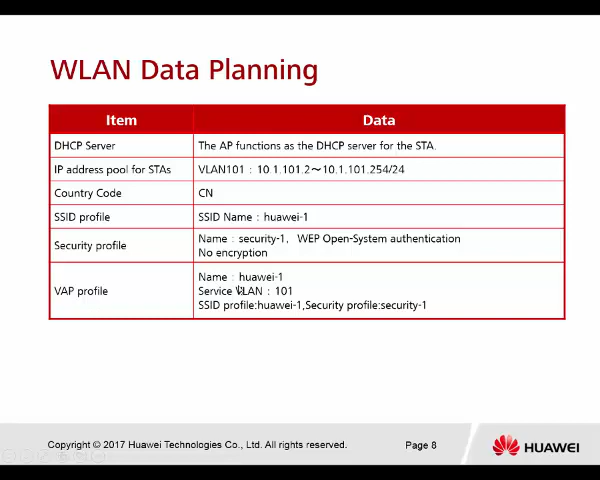 WLAN Data Planning
Item Data
DHCP Server The AP functions as the DHCP server for the STA.
IP address pool for STAs VLAN101：10.1.101.2～10.1.101.254/24
Country Code CN
SSID profile SSID Name：huawei-1
Security profile Name：security-1， WEP Open-System authentication
No encryption
VAP profile Name：huawei-1
Service VLAN：101
SSID profile:huawei-1,Security profile:security-1
Copyright © 2017 Huawei Technologies Co., Ltd. All rights reserved. Page 8 HUAWEI